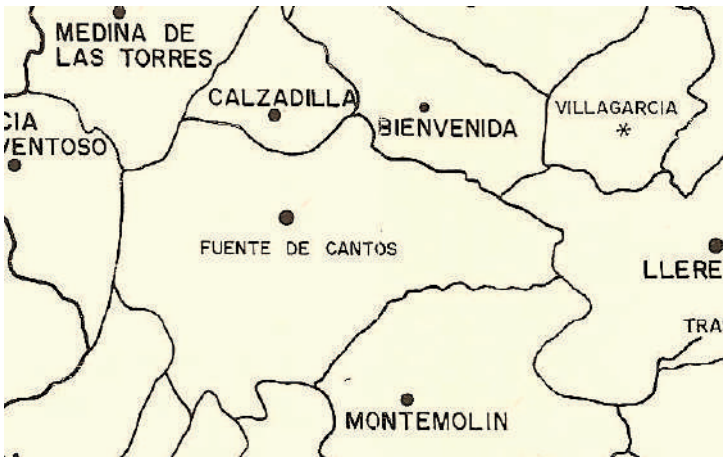 MEDINA DE
LAS TORRES
CALZADILLA
BIENVENIDA
VILLAGARCIA
*
CIA
VENTOSO
FUENTE DE CANTOS
LLERE
TRA
MONTEMOLIN